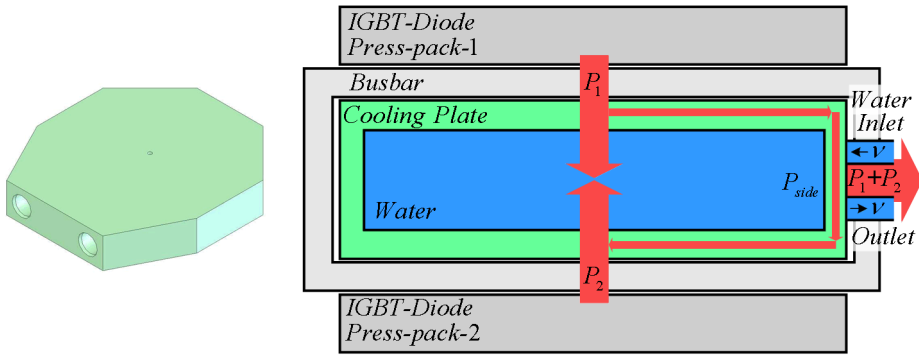 IGBT-Diode
Press-pack-1
Busbar
P1
Cooling Plate
Water
Inlet
v
Pside
P1+P2
Water
v
Outlet
P2
IGBT-Diode
Press-pack-2